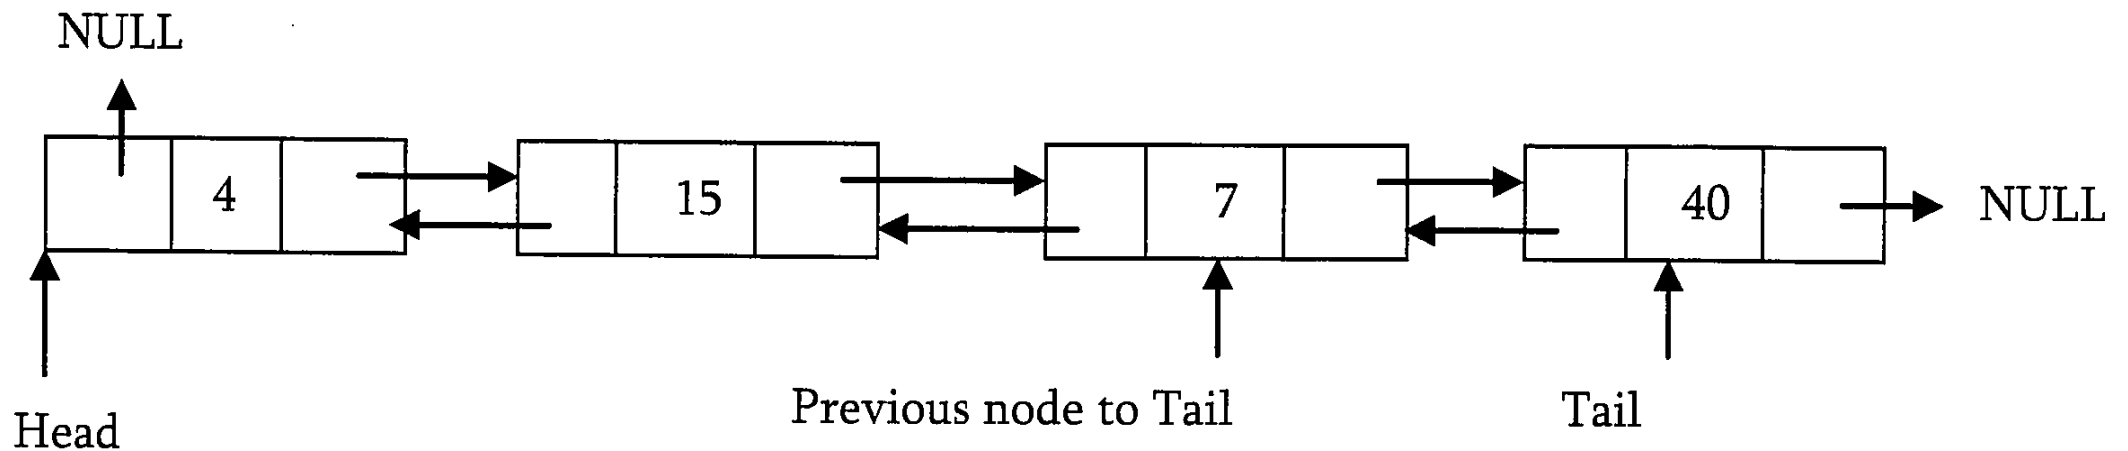 NULL
4
15
7
40
NULL
Previous node to Tail
Tail
Head